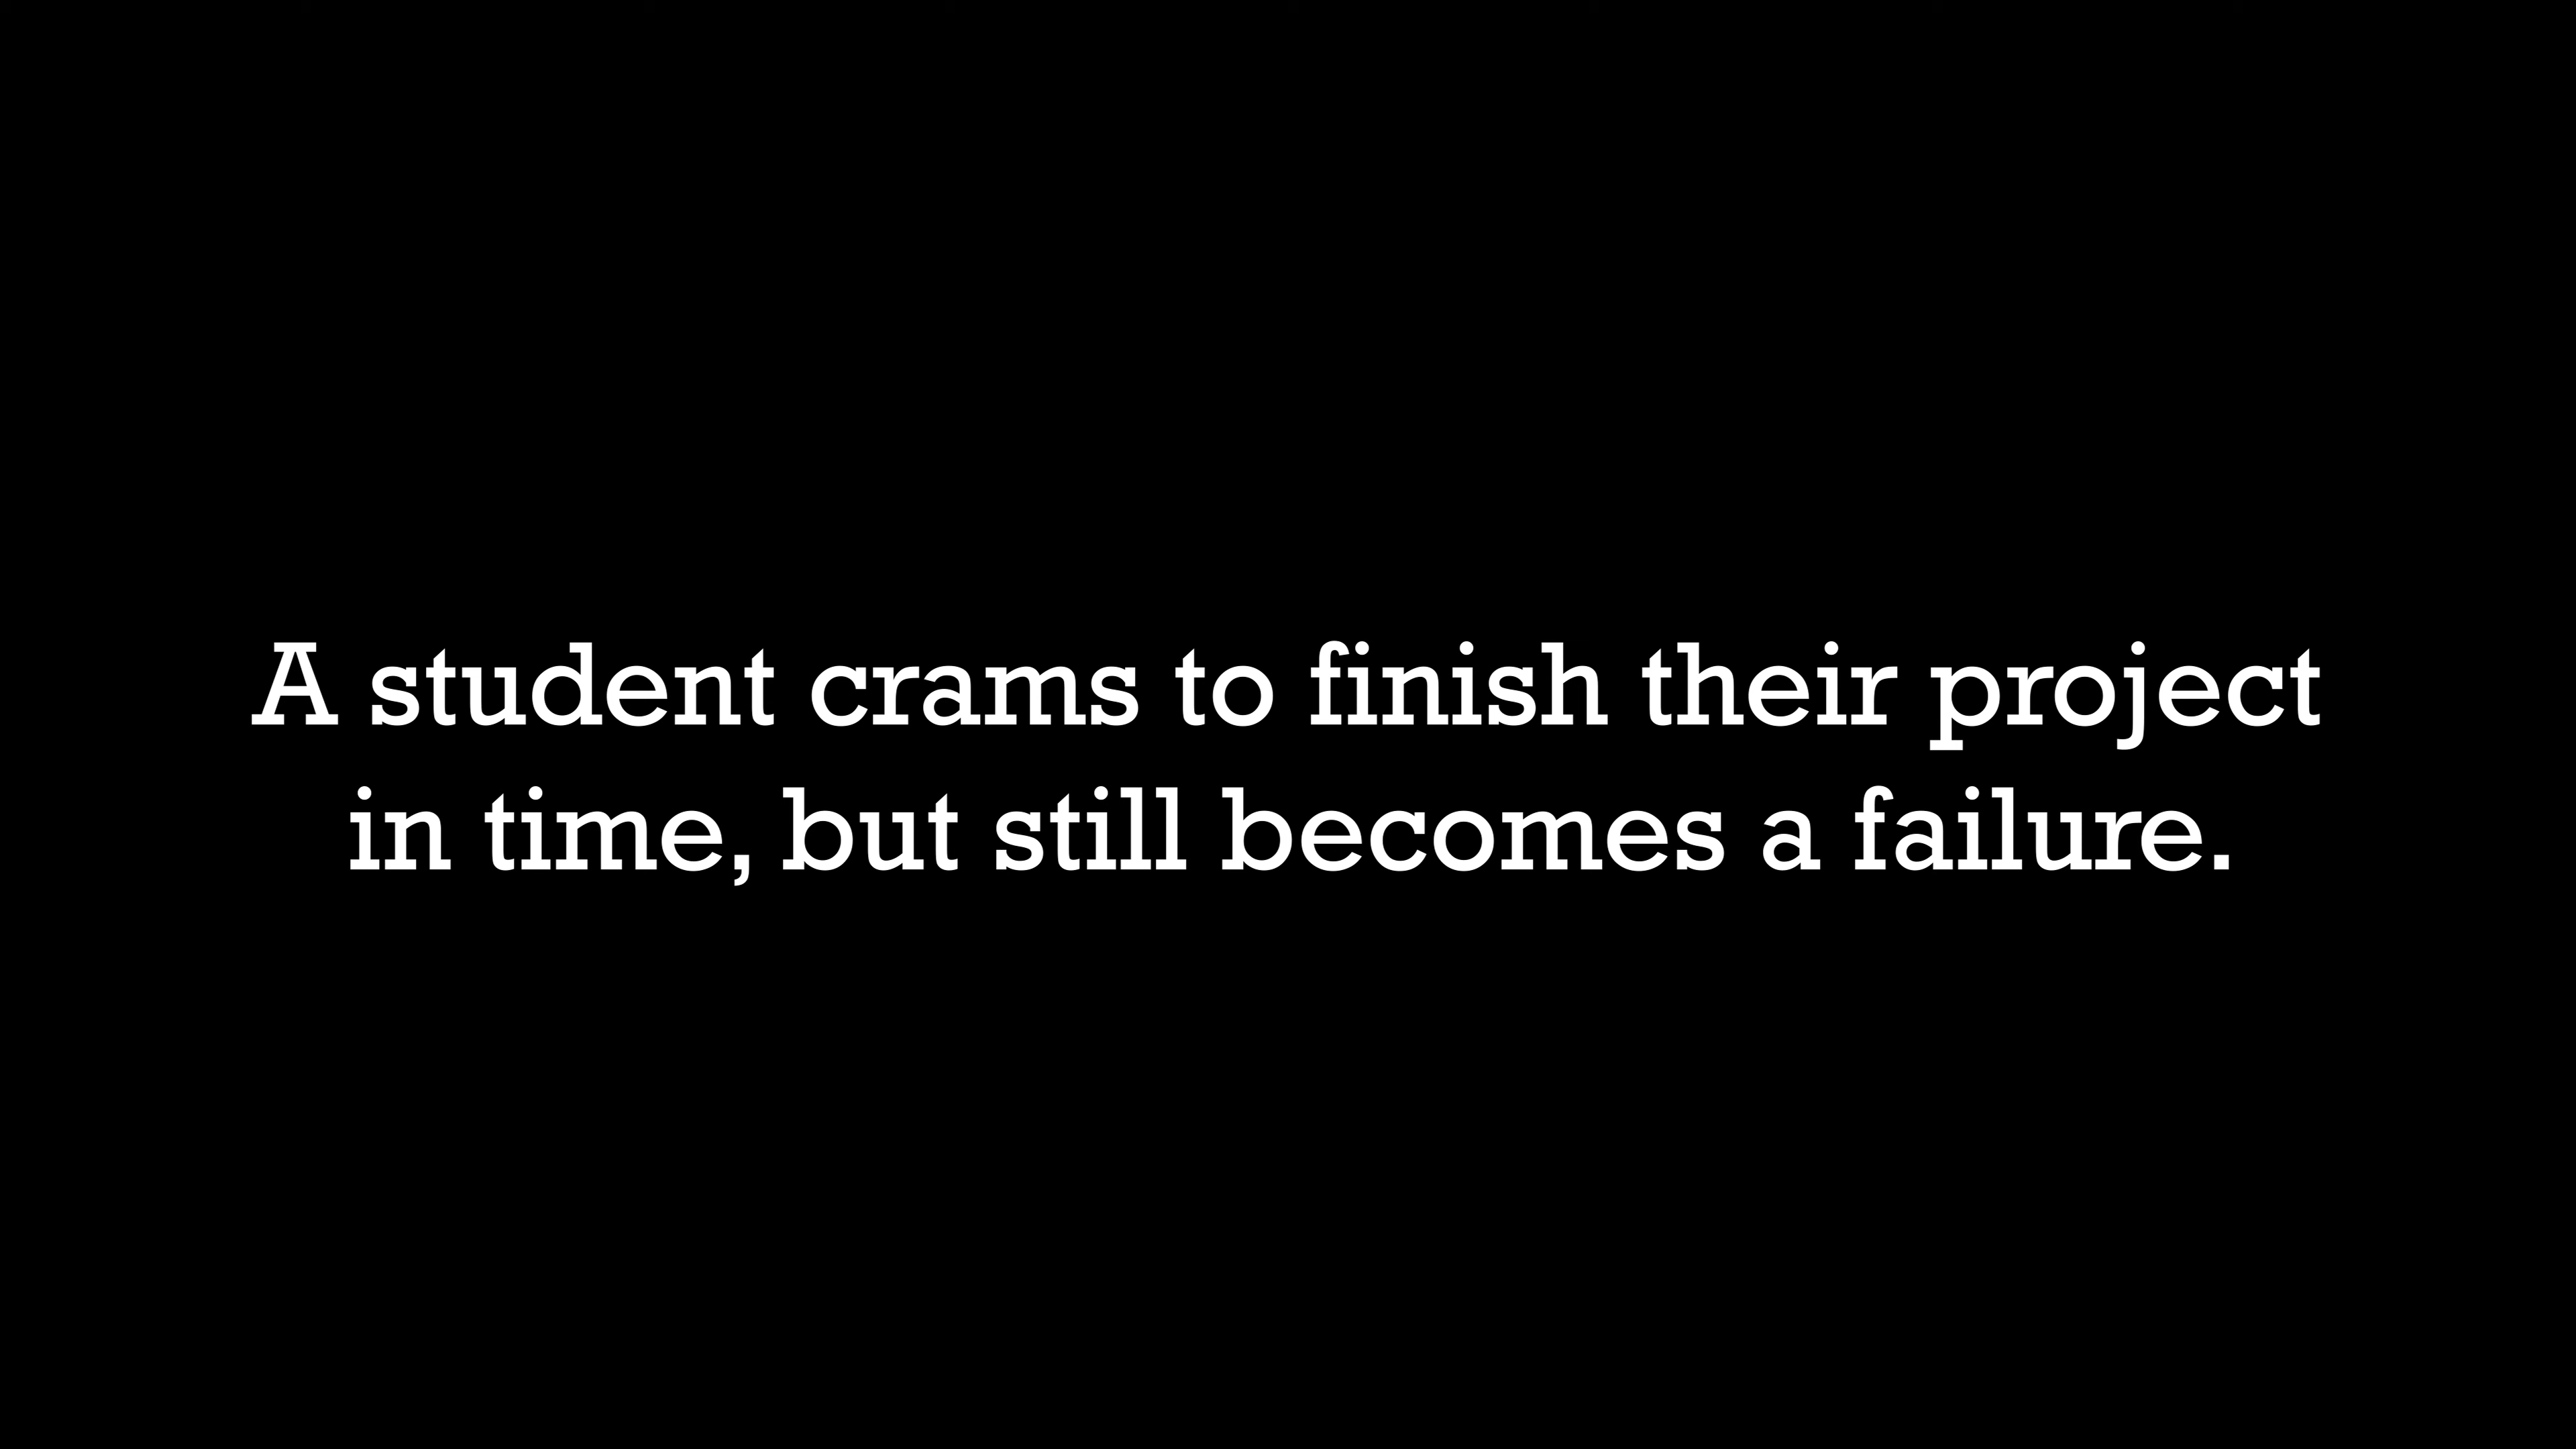 A student crams to finish their project
in time, but still becomes a failure.